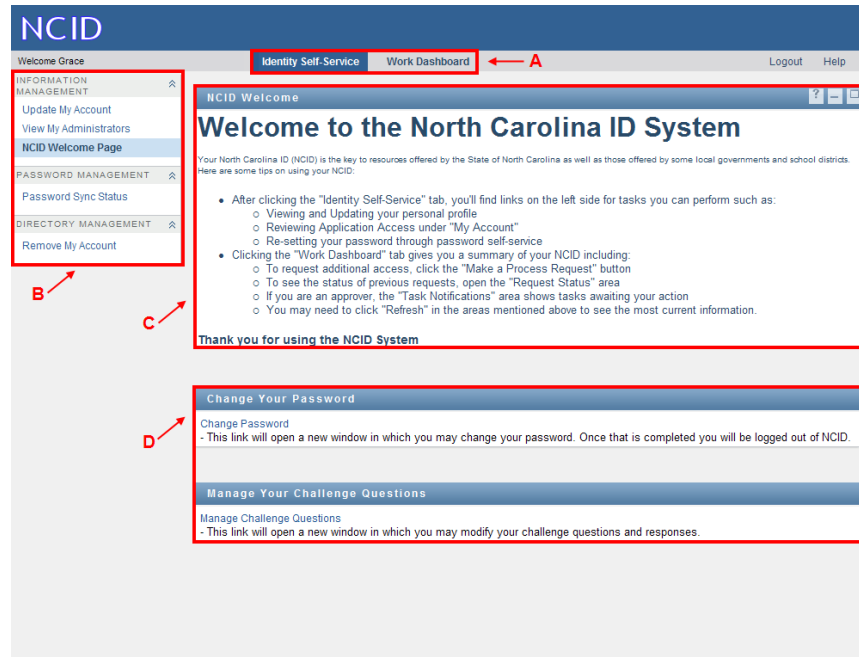 NCID
Welcome Grace
Identity Self-Service Work Dashboard A Logout Help
INFORMATION
MANAGEMENT
Update My Account
View My Administrators
NCID Welcome Page
PASSWORD MANAGEMENT
Password Sync Status
DIRECTORY MANAGEMENT
Remove My Account
B
NCID Welcome ?
Welcome to the North Carolina ID System
Your North Carolina ID (NCID) is the key to resources offered by the State of North Carolina as well as those offered by some local governments and school districts.
Here are some tips on using your NCID:
• After clicking the "Identity Self-Service" tab, you'll find links on the left side for tasks you can perform such as:
o Viewing and Updating your personal profile
o Reviewing Application Access under "My Account"
o Re-setting your password through password self-service
• Clicking the "Work Dashboard" tab gives you a summary of your NCID including:
o To request additional access, click the "Make a Process Request" button
o To see the status of previous requests, open the "Request Status" area
o If you are an approver, the "Task Notifications" area shows tasks awaiting your action
o You may need to click "Refresh" in the areas mentioned above to see the most current information.
C
Thank you for using the NCID System
Change Your Password
Change Password
- This link will open a new window in which you may change your password. Once that is completed you will be logged out of NCID.
D
Manage Your Challenge Questions
Manage Challenge Questions
- This link will open a new window in which you may modify your challenge questions and responses.